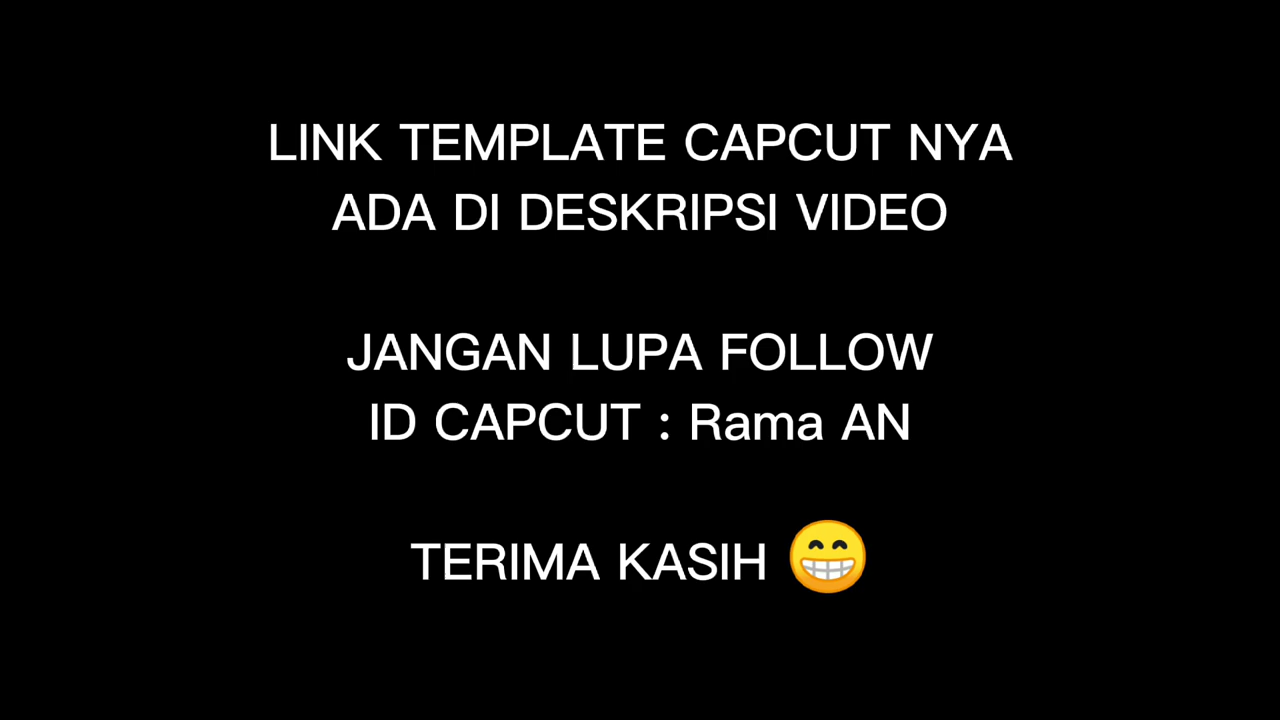 LINK TEMPLATE CAPCUT NYA
ADA DI DESKRIPSI VIDEO
JANGAN LUPA FOLLOW
ID CAPCUT : Rama AN
TERIMA KASIH 😁